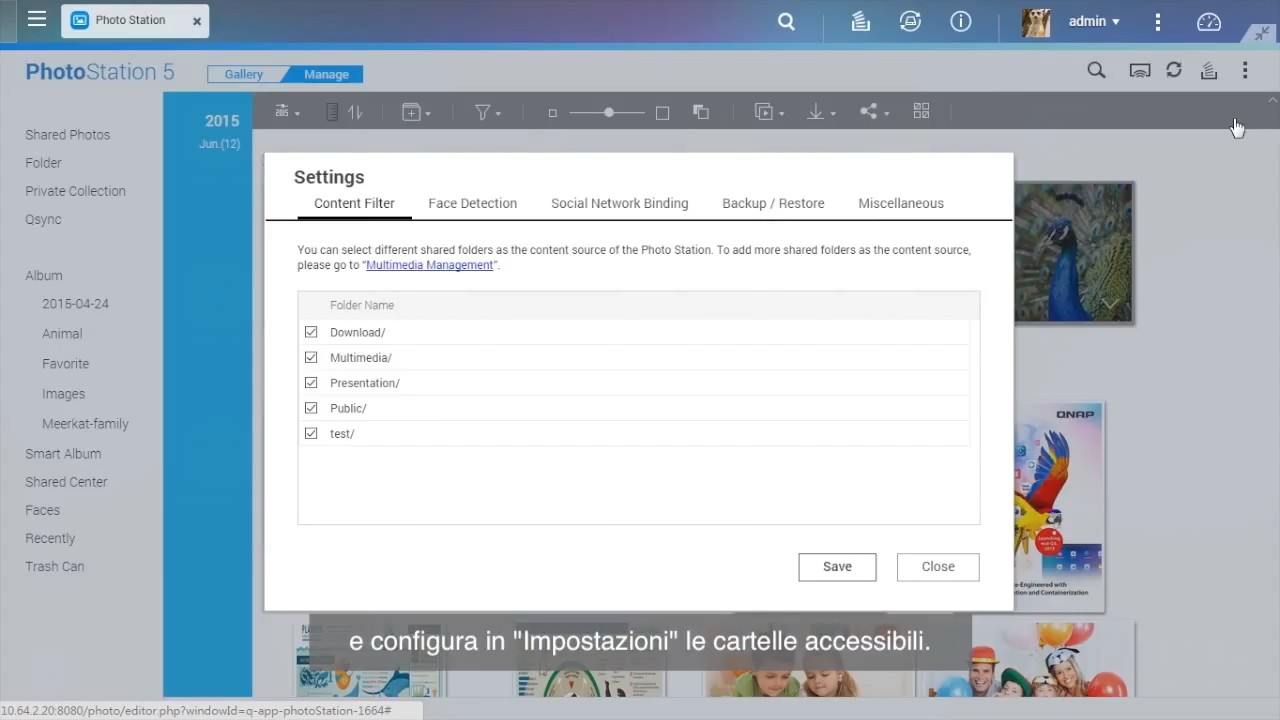 Photo Station
admin
PhotoStation 5
Gallery
Manage
Shared Photos
Folder
Private Collection
Qsync
Album
2015-04-24
Animal
Favorite
Images
Meerkat-family
Smart Album
Shared Center
Faces
Recently
Trash Can
2015
Jun.(12)
Settings
Content Filter
Face Detection
Social Network Binding
Backup / Restore
Miscellaneous
You can select different shared folders as the content source of the Photo Station. To add more shared folders as the content source,
please go to "Multimedia Management".
Folder Name
Download/
Multimedia/
Presentation/
Public/
test/
Save
Close
QNAP
e-Engineered with
tion and Containerization
e configura in "Impostazioni" le cartelle accessibili.
10.64.2.20:8080/photo/editor.php?windowId=q-app-photoStation-1664#